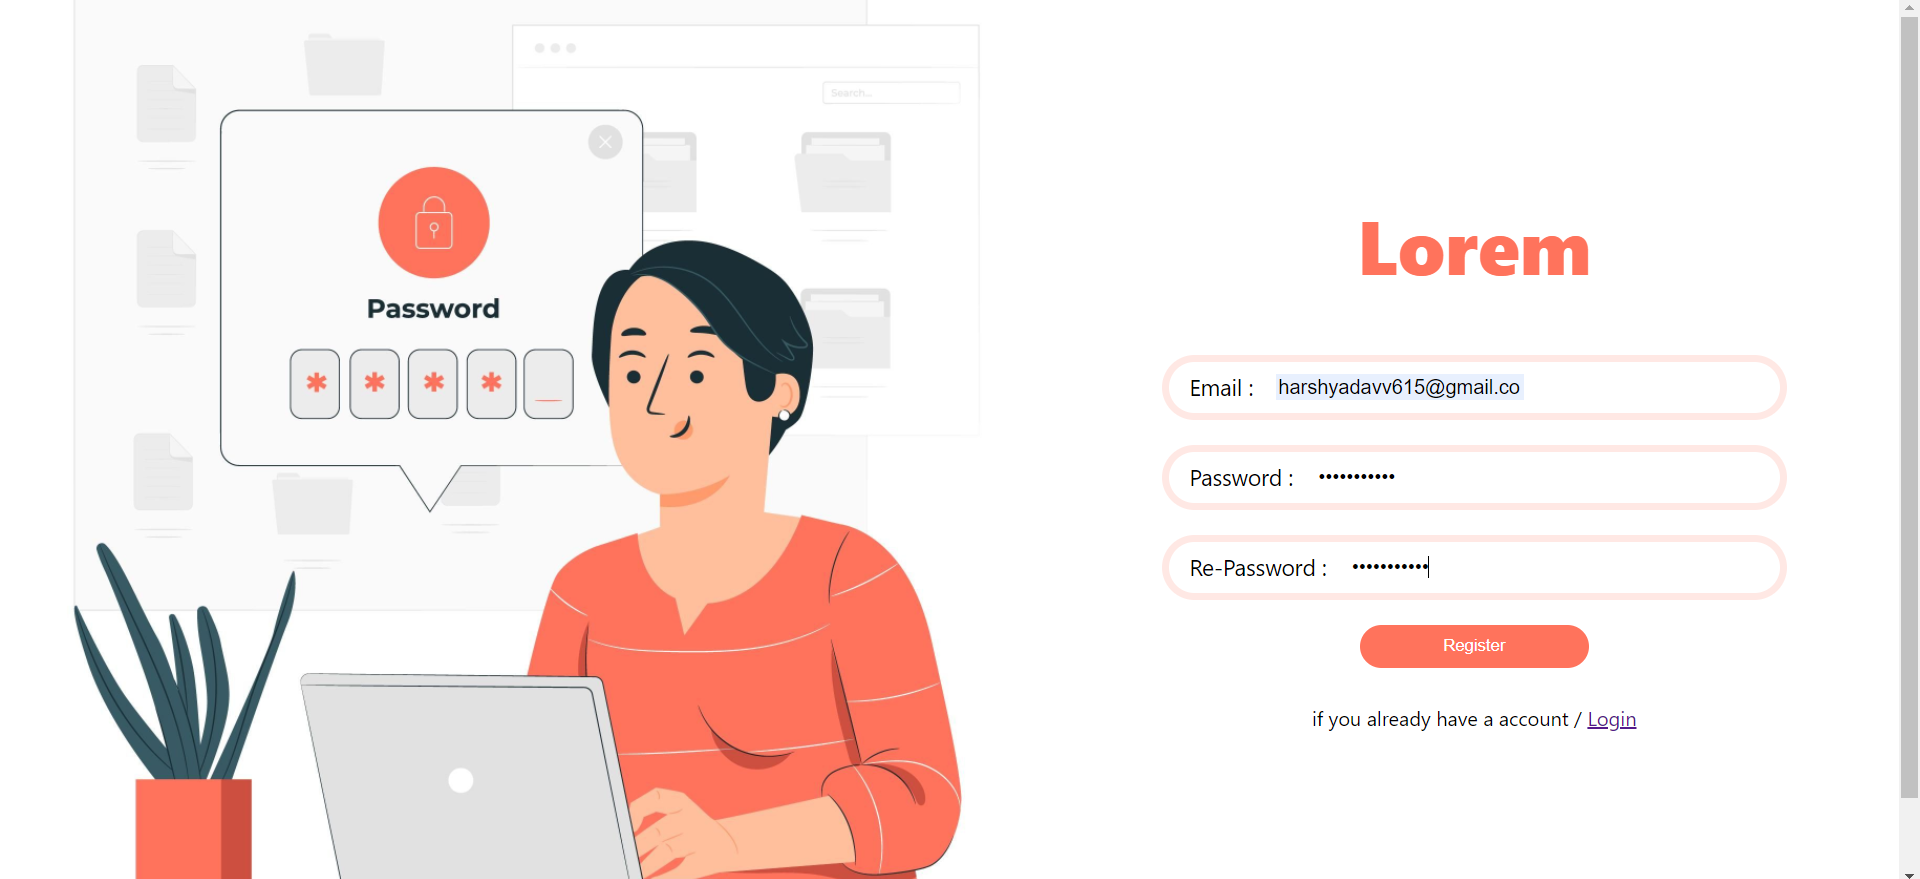 Search...
Password
* * * * _
Lorem
Email : harshyadavv615@gmail.co
Password : •••••••••••
Re-Password : •••••••••••
Register
if you already have a account / Login